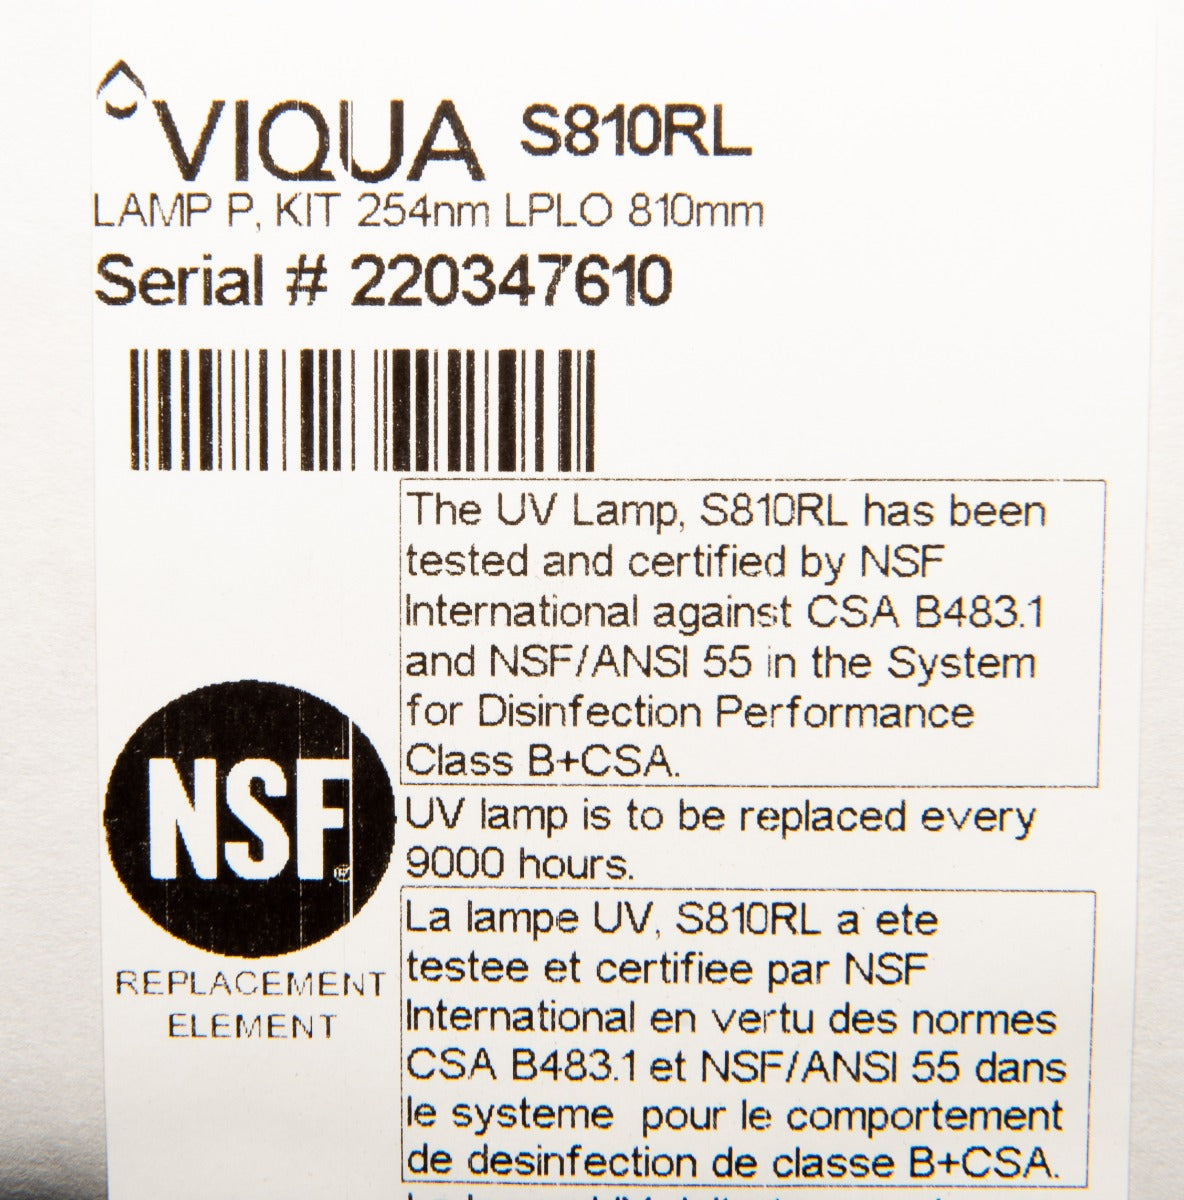 VIQUA S810RL
LAMP P, KIT 254nm LPLO 810mm
Serial # 220347610
The UV Lamp, S810RL has been
tested and certified by NSF
International against CSA B483.1
and NSF/ANSI 55 in the System
for Disinfection Performance
Class B+CSA.
UV lamp is to be replaced every
9000 hours.
NSF®
REPLACEMENT
ELEMENT
La lampe UV, S810RL a ete
testee et certifiee par NSF
International en vertu des normes
CSA B483.1 et NSF/ANSI 55 dans
le systeme pour le comportement
de desinfection de classe B+CSA.